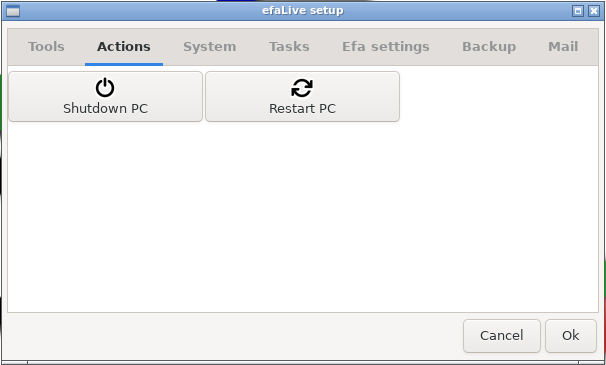 efaLive setup
Tools Actions System Tasks Efa settings Backup Mail
Shutdown PC Restart PC
Cancel Ok